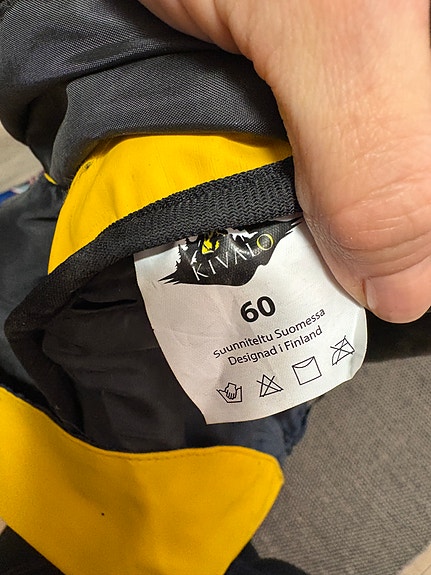 KIVALO
60
Suunniteltu Suomessa
Designad i Finland